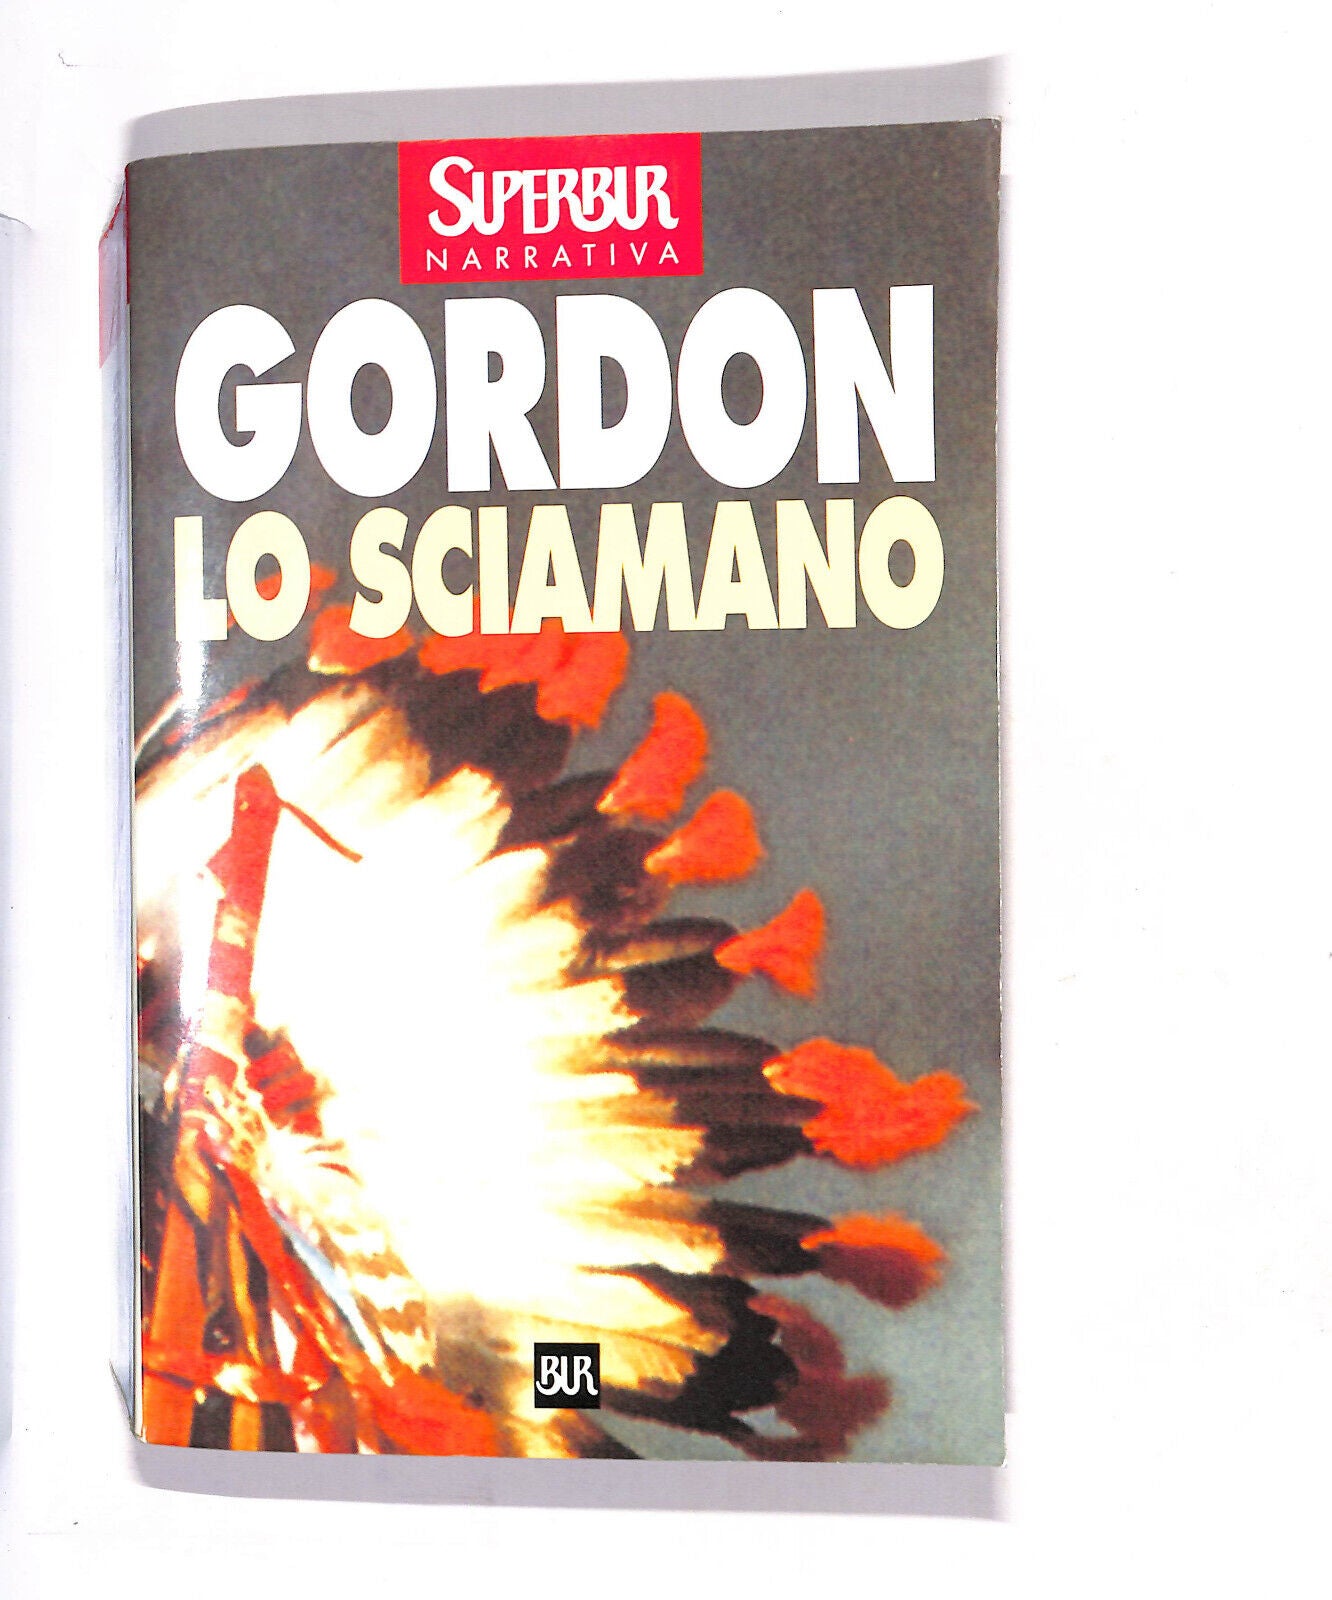 SUPERBUR
NARRATIVA
GORDON
LO SCIAMANO
BUR